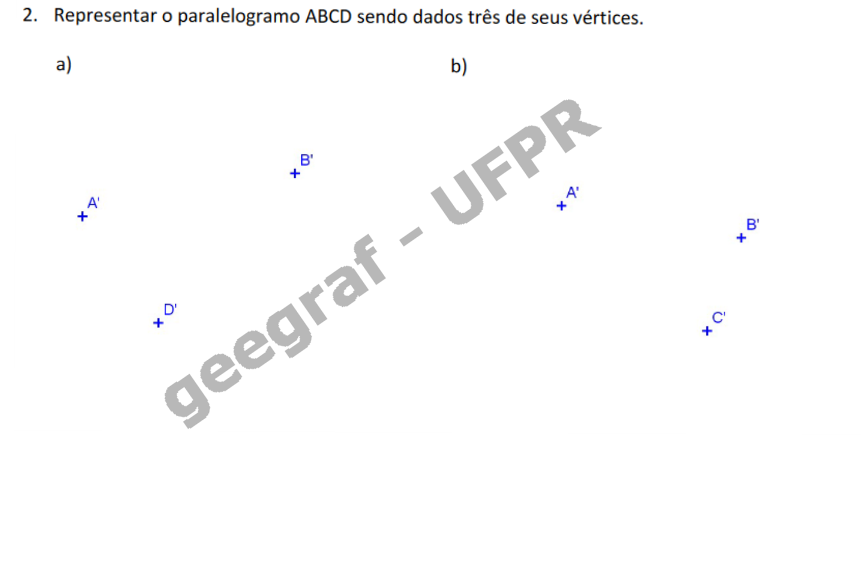 2. Representar o paralelogramo ABCD sendo dados três de seus vértices.
a)
b)
geegraf - UFPR
B'
A'
D'
A'
B'
C'